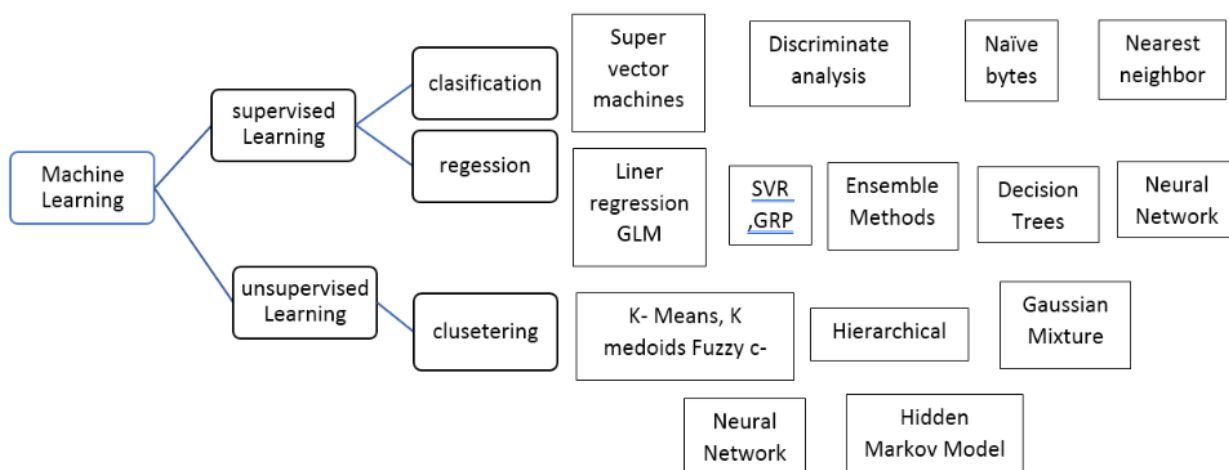 Machine
Learning
supervised
Learning
unsupervised
Learning
clasification
regession
clusetering
Super
vector
machines
Discriminate
analysis
Naïve
bytes
Nearest
neighbor
Liner
regression
GLM
SVR
,GRP
Ensemble
Methods
Decision
Trees
Neural
Network
K- Means, K
medoids Fuzzy c-
Hierarchical
Gaussian
Mixture
Neural
Network
Hidden
Markov Model